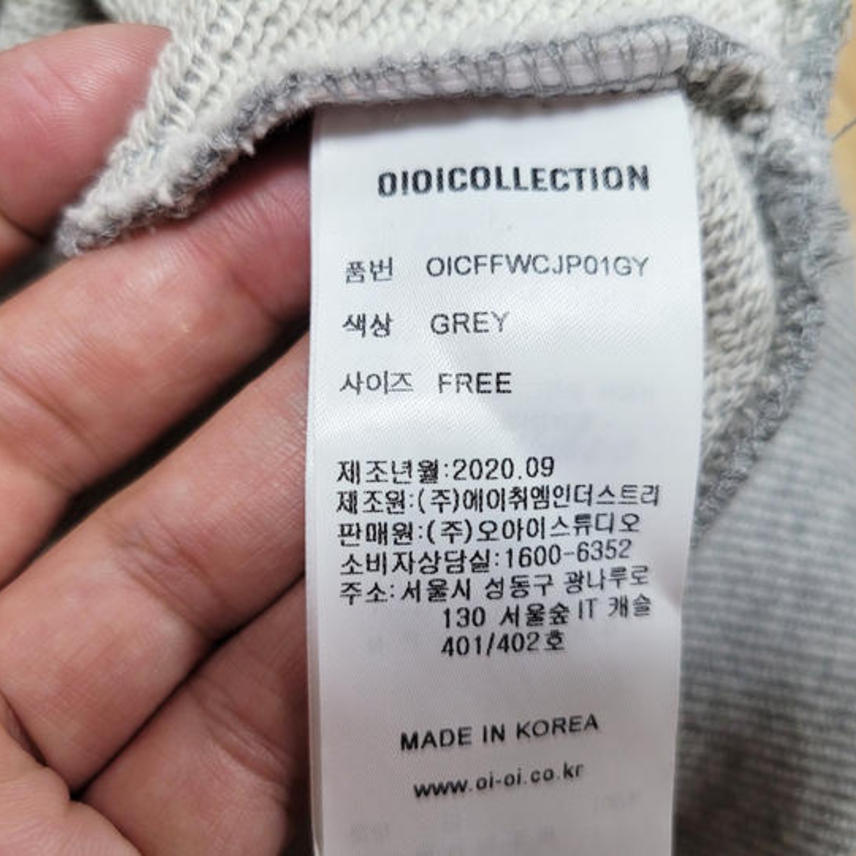 OIOICOLLECTION
품번 OICFFWCJP01GY
색상 GREY
사이즈 FREE
제조년월:2020.09
제조원:(주)에이취엠인더스트리
판매원:(주)오아이스튜디오
소비자상담실:1600-6352
주소:서울시 성동구 광나루로
130 서울숲IT 캐슬
401/402호
MADE IN KOREA
www.oi-oi.co.kr